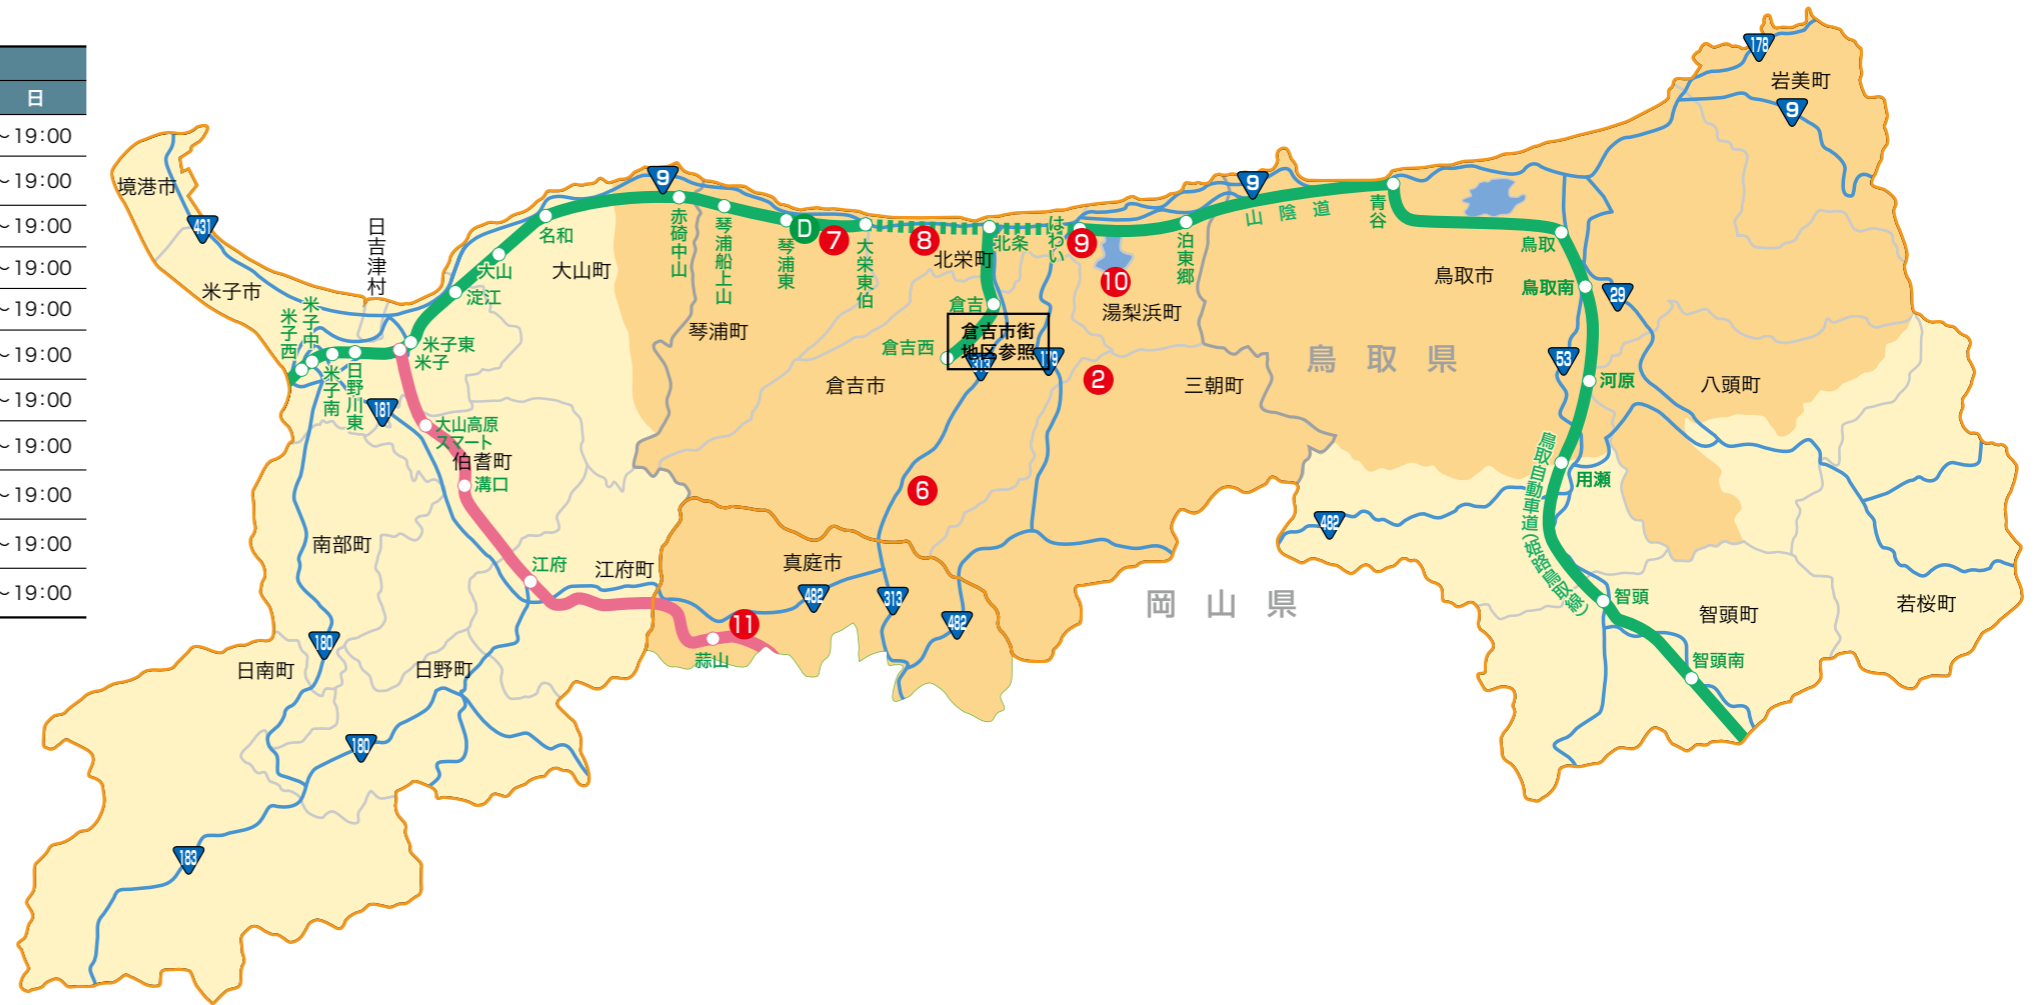 日
～19：00
～19：00
～19：00
～19：00
～19：00
～19：00
～19：00
～19：00
～19：00
～19：00
～19：00
178
岩美町
9
境港市
431
日吉津村
米子市
米子西
米子中
米子南
日野川東
米子東
米子
淀江
大山
名和
大山町
9
赤碕中山
琴浦船上山
琴浦東
D
7
大栄東伯
8
北条
北栄町
はわい
9
10
湯梨浜町
泊東郷
9
山陰道
青谷
鳥取
鳥取南
鳥取市
29
琴浦町
倉吉
倉吉市街
地区参照
倉吉西
313
179
倉吉市
2
三朝町
鳥取県
53
河原
八頭町
181
大山高原
スマート
伯耆町
溝口
6
鳥取自動車道(姫路鳥取線)
用瀬
482
南部町
江府
江府町
真庭市
482
313
482
岡山県
智頭
智頭町
若桜町
11
蒜山
180
日南町
日野町
智頭南
180
183